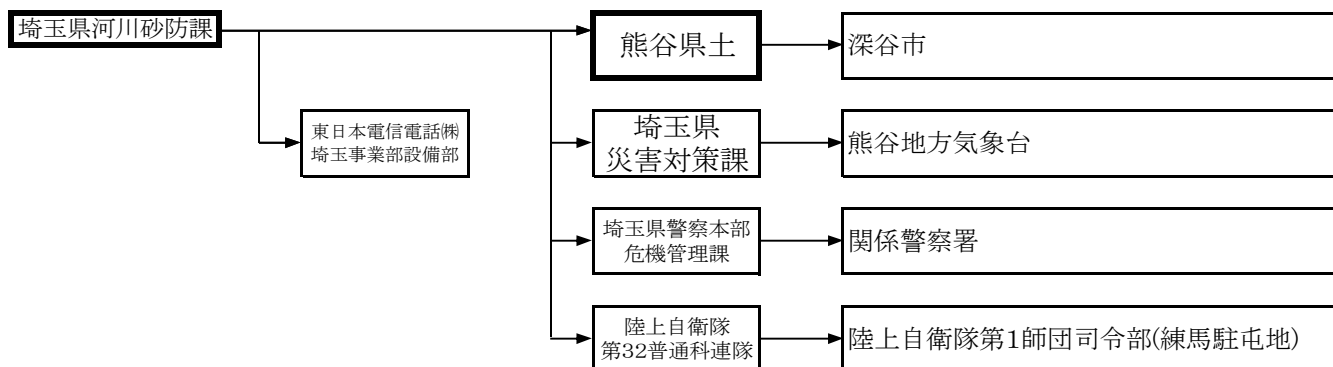 埼玉県河川砂防課
熊谷県土
深谷市
東日本電信電話㈱
埼玉事業部設備部
埼玉県
災害対策課
熊谷地方気象台
埼玉県警察本部
危機管理課
関係警察署
陸上自衛隊
第32普通科連隊
陸上自衛隊第1師団司令部(練馬駐屯地)